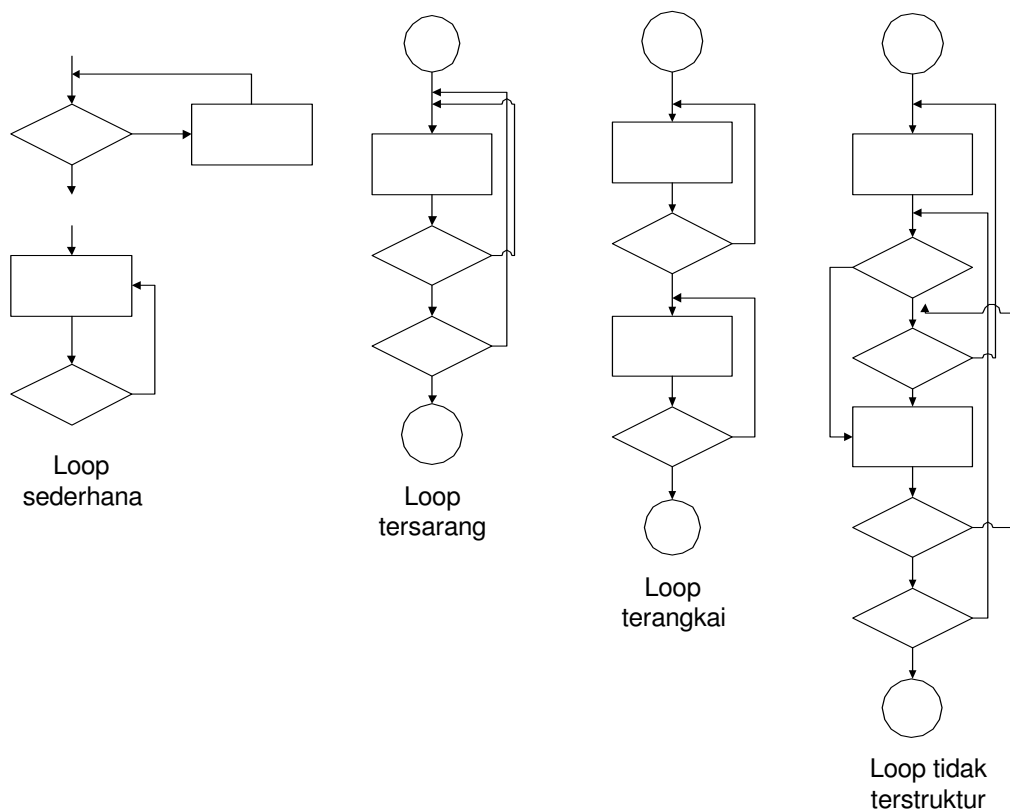 Loop
sederhana
Loop
tersarang
Loop
terangkai
Loop tidak
terstruktur